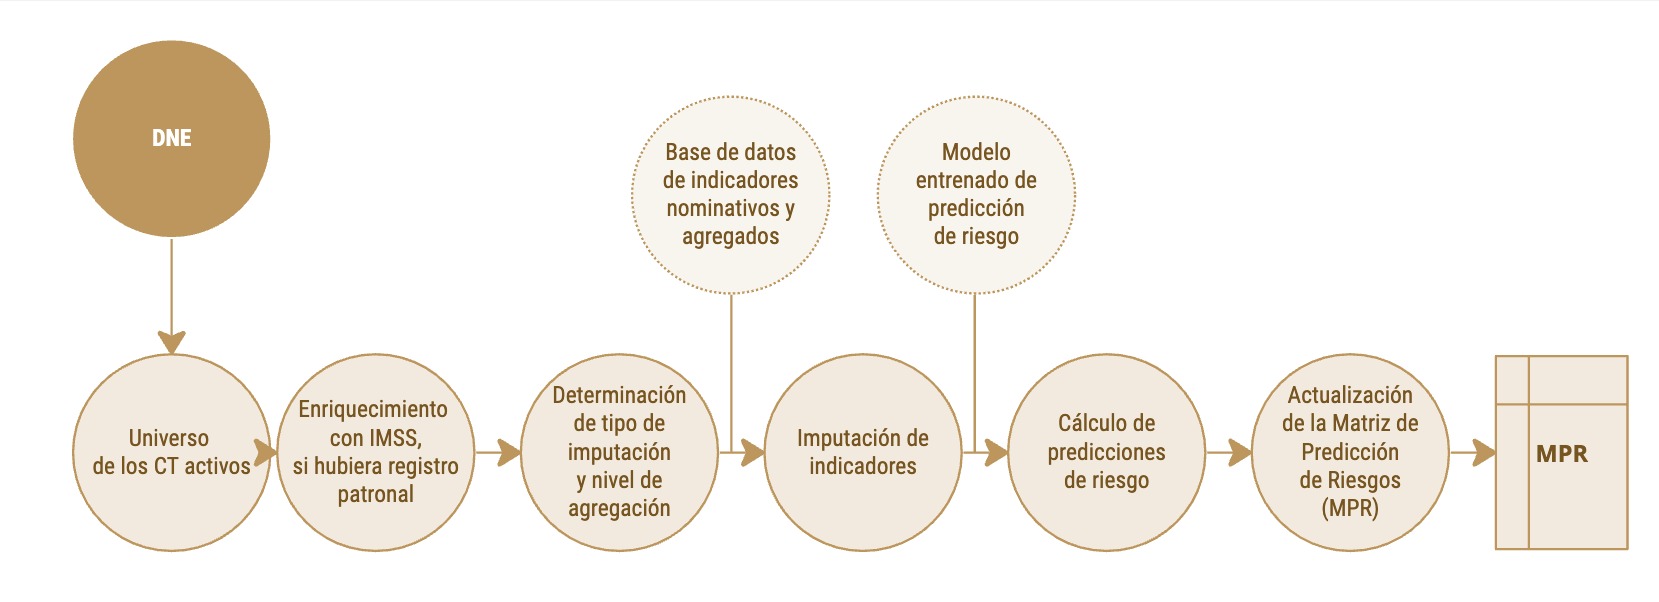 DNE
Base de datos
de indicadores
nominativos y
agregados
Modelo
entrenado de
predicción
de riesgo
Universo
de los CT activos
Enriquecimiento
con IMSS,
si hubiera registro
patronal
Determinación
de tipo de
imputación
y nivel de
agregación
Imputación de
indicadores
Cálculo de
predicciones
de riesgo
Actualización
de la Matriz de
Predicción
de Riesgos
(MPR)
MPR